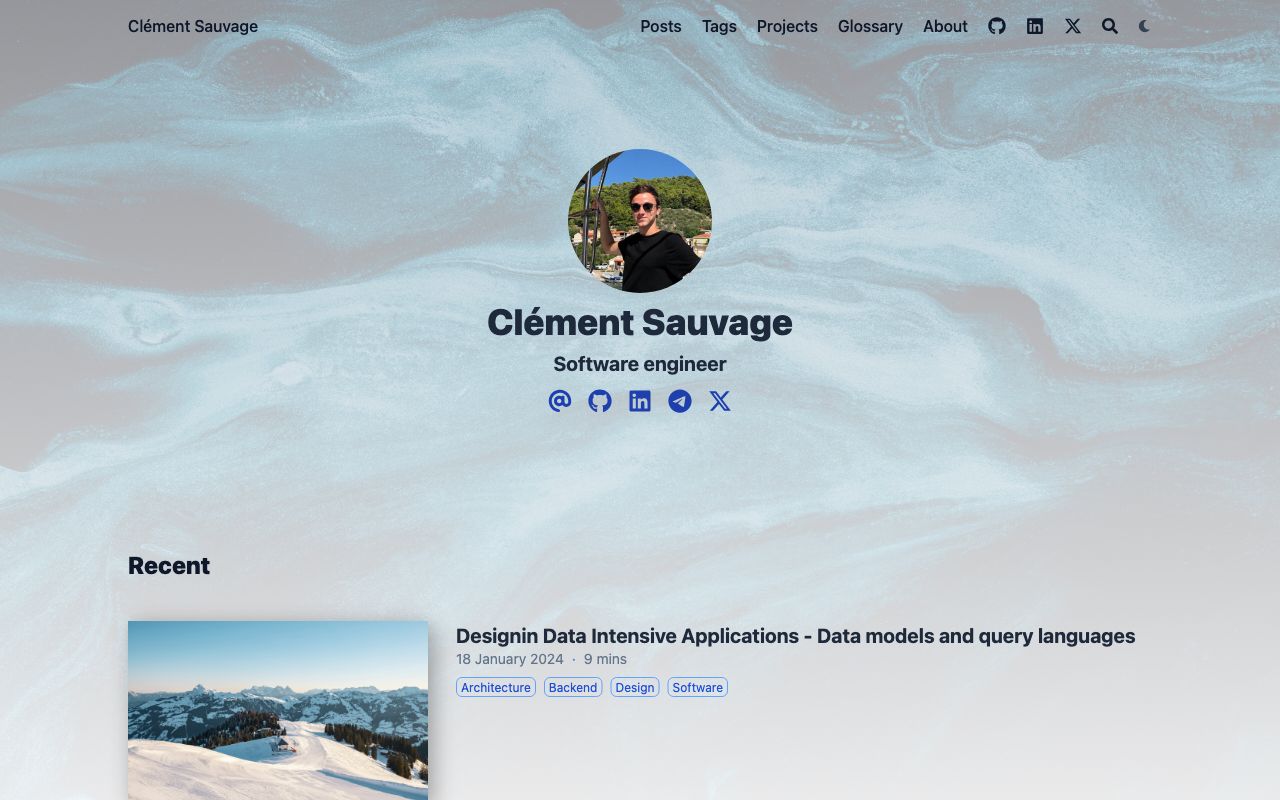 Clément Sauvage
Posts Tags Projects Glossary About
Clément Sauvage
Software engineer
Recent
Designin Data Intensive Applications - Data models and query languages
18 January 2024 · 9 mins
Architecture Backend Design Software